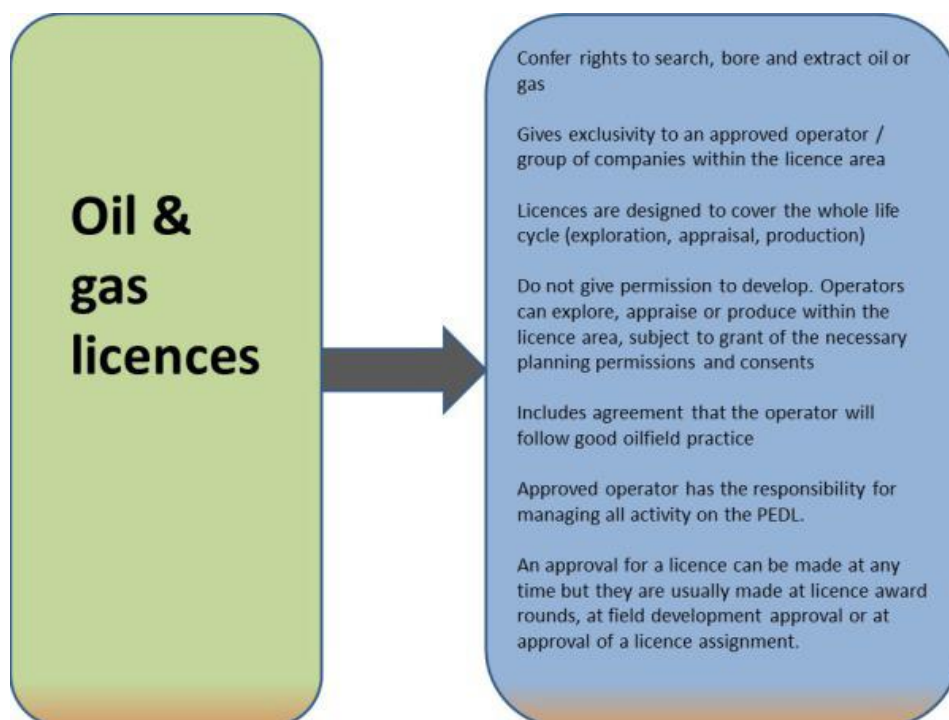 Oil &
gas
licences
Confer rights to search, bore and extract oil or
gas
Gives exclusivity to an approved operator /
group of companies within the licence area
Licences are designed to cover the whole life
cycle (exploration, appraisal, production)
Do not give permission to develop. Operators
can explore, appraise or produce within the
licence area, subject to grant of the necessary
planning permissions and consents
Includes agreement that the operator will
follow good oilfield practice
Approved operator has the responsibility for
managing all activity on the PEDL.
An approval for a licence can be made at any
time but they are usually made at licence award
rounds, at field development approval or at
approval of a licence assignment.